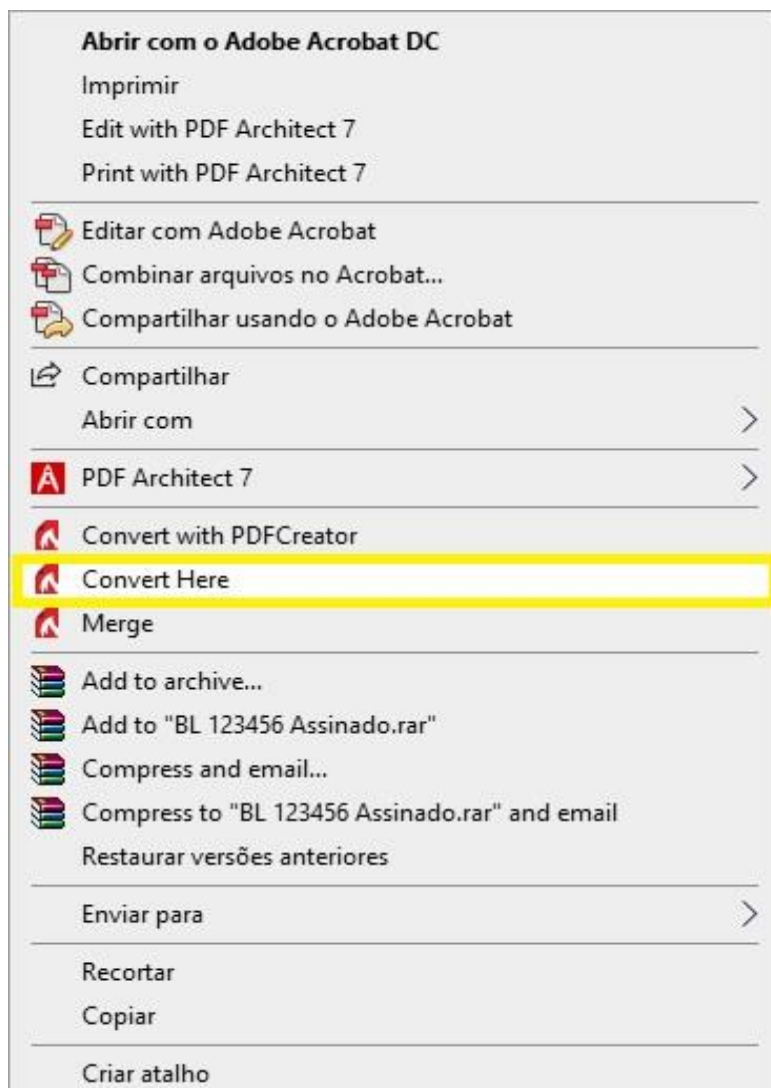 Abrir com o Adobe Acrobat DC
Imprimir
Edit with PDF Architect 7
Print with PDF Architect 7
Editar com Adobe Acrobat
Combinar arquivos no Acrobat...
Compartilhar usando o Adobe Acrobat
Compartilhar
Abrir com
PDF Architect 7
Convert with PDFCreator
Convert Here
Merge
Add to archive...
Add to "BL 123456 Assinado.rar"
Compress and email...
Compress to "BL 123456 Assinado.rar" and email
Restaurar versões anteriores
Enviar para
Recortar
Copiar
Criar atalho